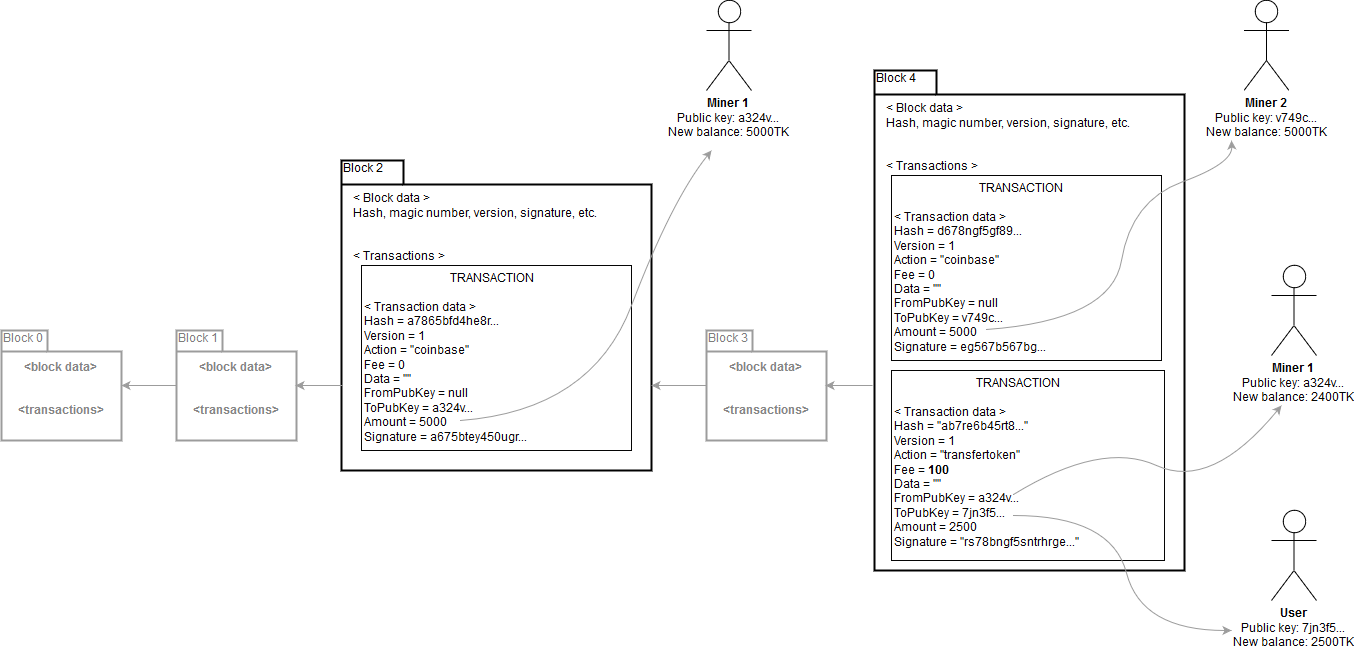 Miner 1
Public key: a324v...
New balance: 5000TK
Miner 2
Public key: v749c...
New balance: 5000TK
Block 0
<block data>
<transactions>
Block 1
<block data>
<transactions>
Block 2
< Block data >
Hash, magic number, version, signature, etc.
< Transactions >
TRANSACTION
< Transaction data >
Hash = a7865bfd4he8r...
Version = 1
Action = "coinbase"
Fee = 0
Data = ""
FromPubKey = null
ToPubKey = a324v...
Amount = 5000
Signature = a675btey450ugr...
Block 3
<block data>
<transactions>
Block 4
< Block data >
Hash, magic number, version, signature, etc.
< Transactions >
TRANSACTION
< Transaction data >
Hash = d678ngf5gf89...
Version = 1
Action = "coinbase"
Fee = 0
Data = ""
FromPubKey = null
ToPubKey = v749c...
Amount = 5000
Signature = eg567b567bg...
TRANSACTION
< Transaction data >
Hash = "ab7re6b45rt8..."
Version = 1
Action = "transfertoken"
Fee = 100
Data = ""
FromPubKey = a324v...
ToPubKey = 7jn3f5...
Amount = 2500
Signature = "rs78bngf5sntrhrge..."
Miner 1
Public key: a324v...
New balance: 2400TK
User
Public key: 7jn3f5...
New balance: 2500TK